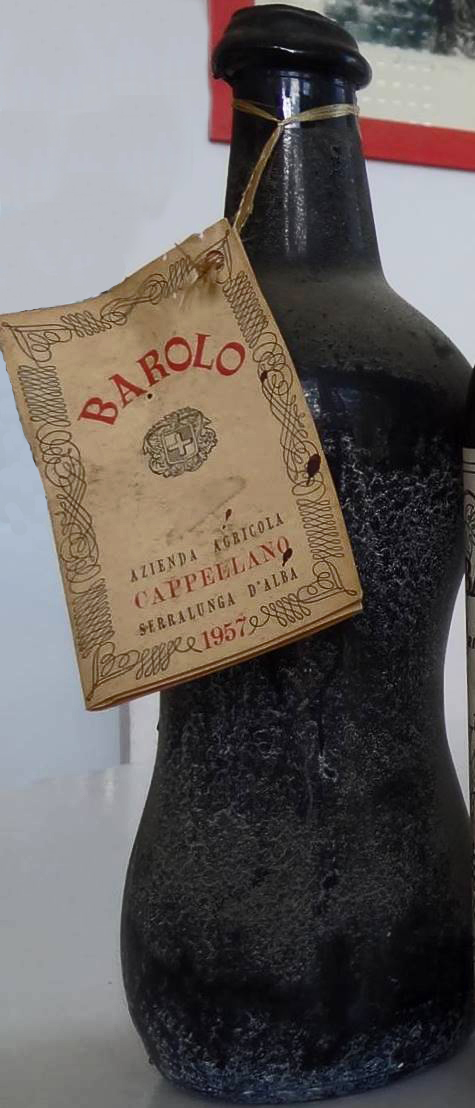 BAROLO
AZIENDA AGRICOLA
CAPPELLANO
SERRALUNGA D'ALBA
1957